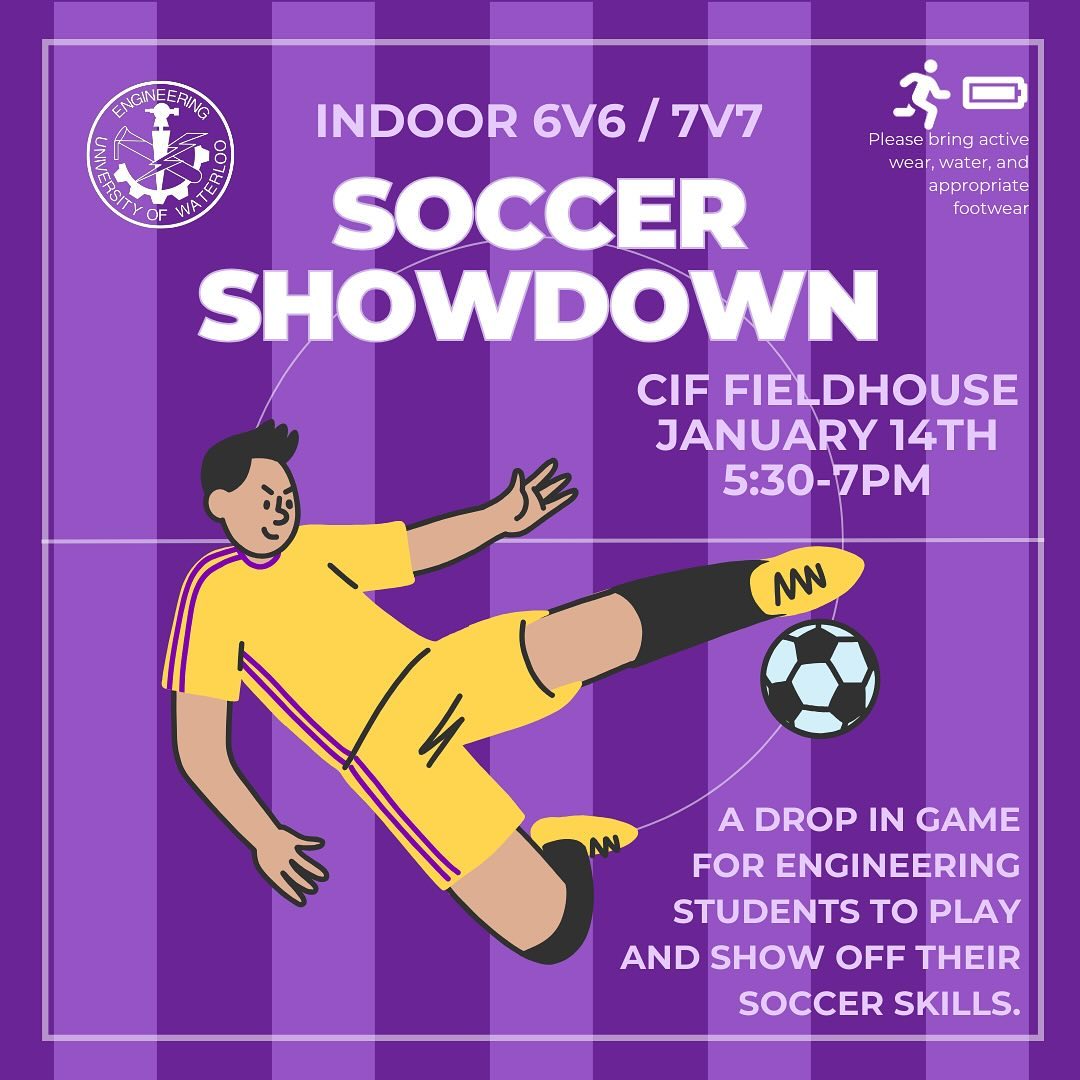 ENGINEERING
UNIVERSITY OF WATERLOO
INDOOR 6V6 / 7V7
Please bring active
wear, water, and
appropriate
footwear
SOCCER
SHOWDOWN
CIF FIELDHOUSE
JANUARY 14TH
5:30-7PM
A DROP IN GAME
FOR ENGINEERING
STUDENTS TO PLAY
AND SHOW OFF THEIR
SOCCER SKILLS.